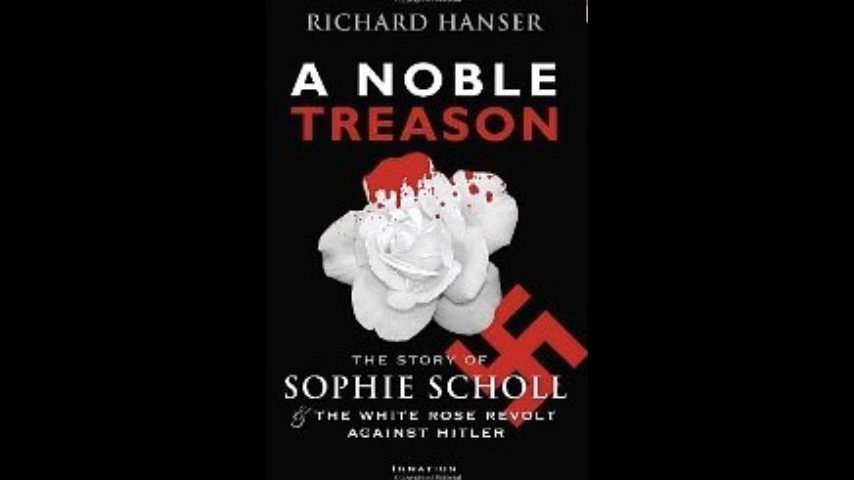 RICHARD HANSER
A NOBLE
TREASON
THE STORY OF
SOPHIE SCHOLL
& THE WHITE ROSE REVOLT
AGAINST HITLER
IGNATIUS